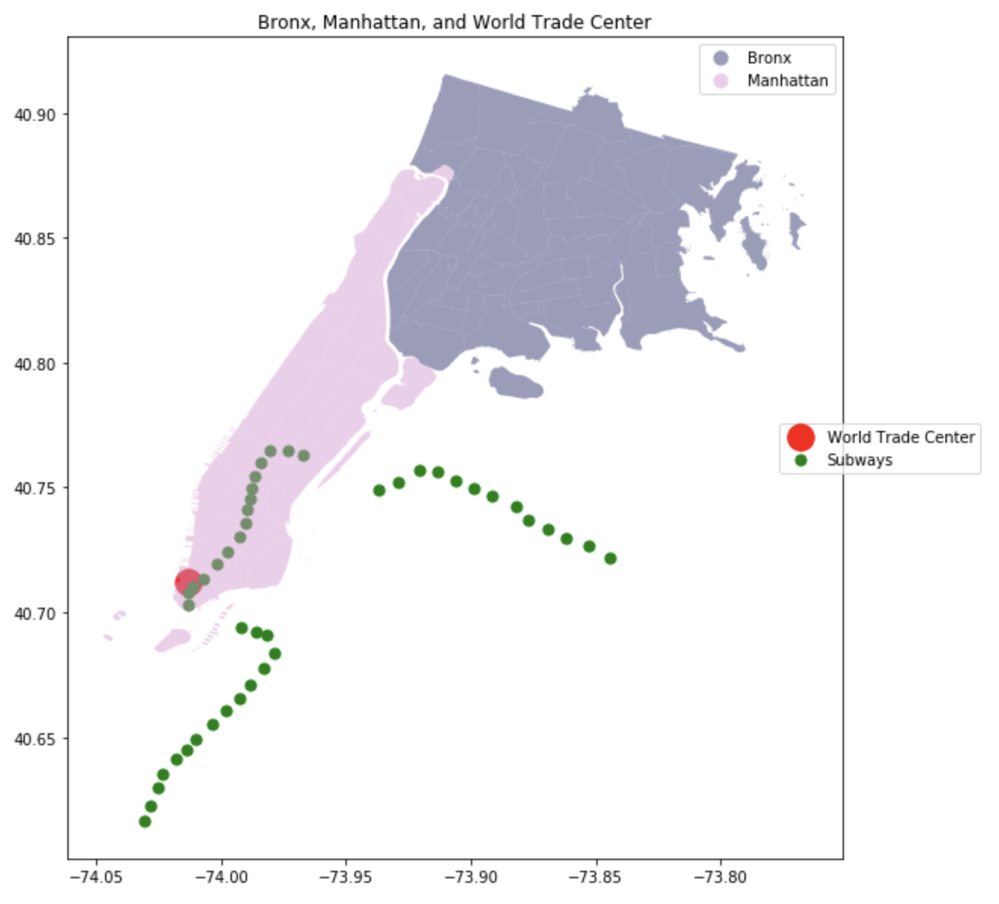 Bronx, Manhattan, and World Trade Center
Bronx
Manhattan
40.90
40.85
40.80
World Trade Center
Subways
40.75
40.70
40.65
−74.05 −74.00 −73.95 −73.90 −73.85 −73.80